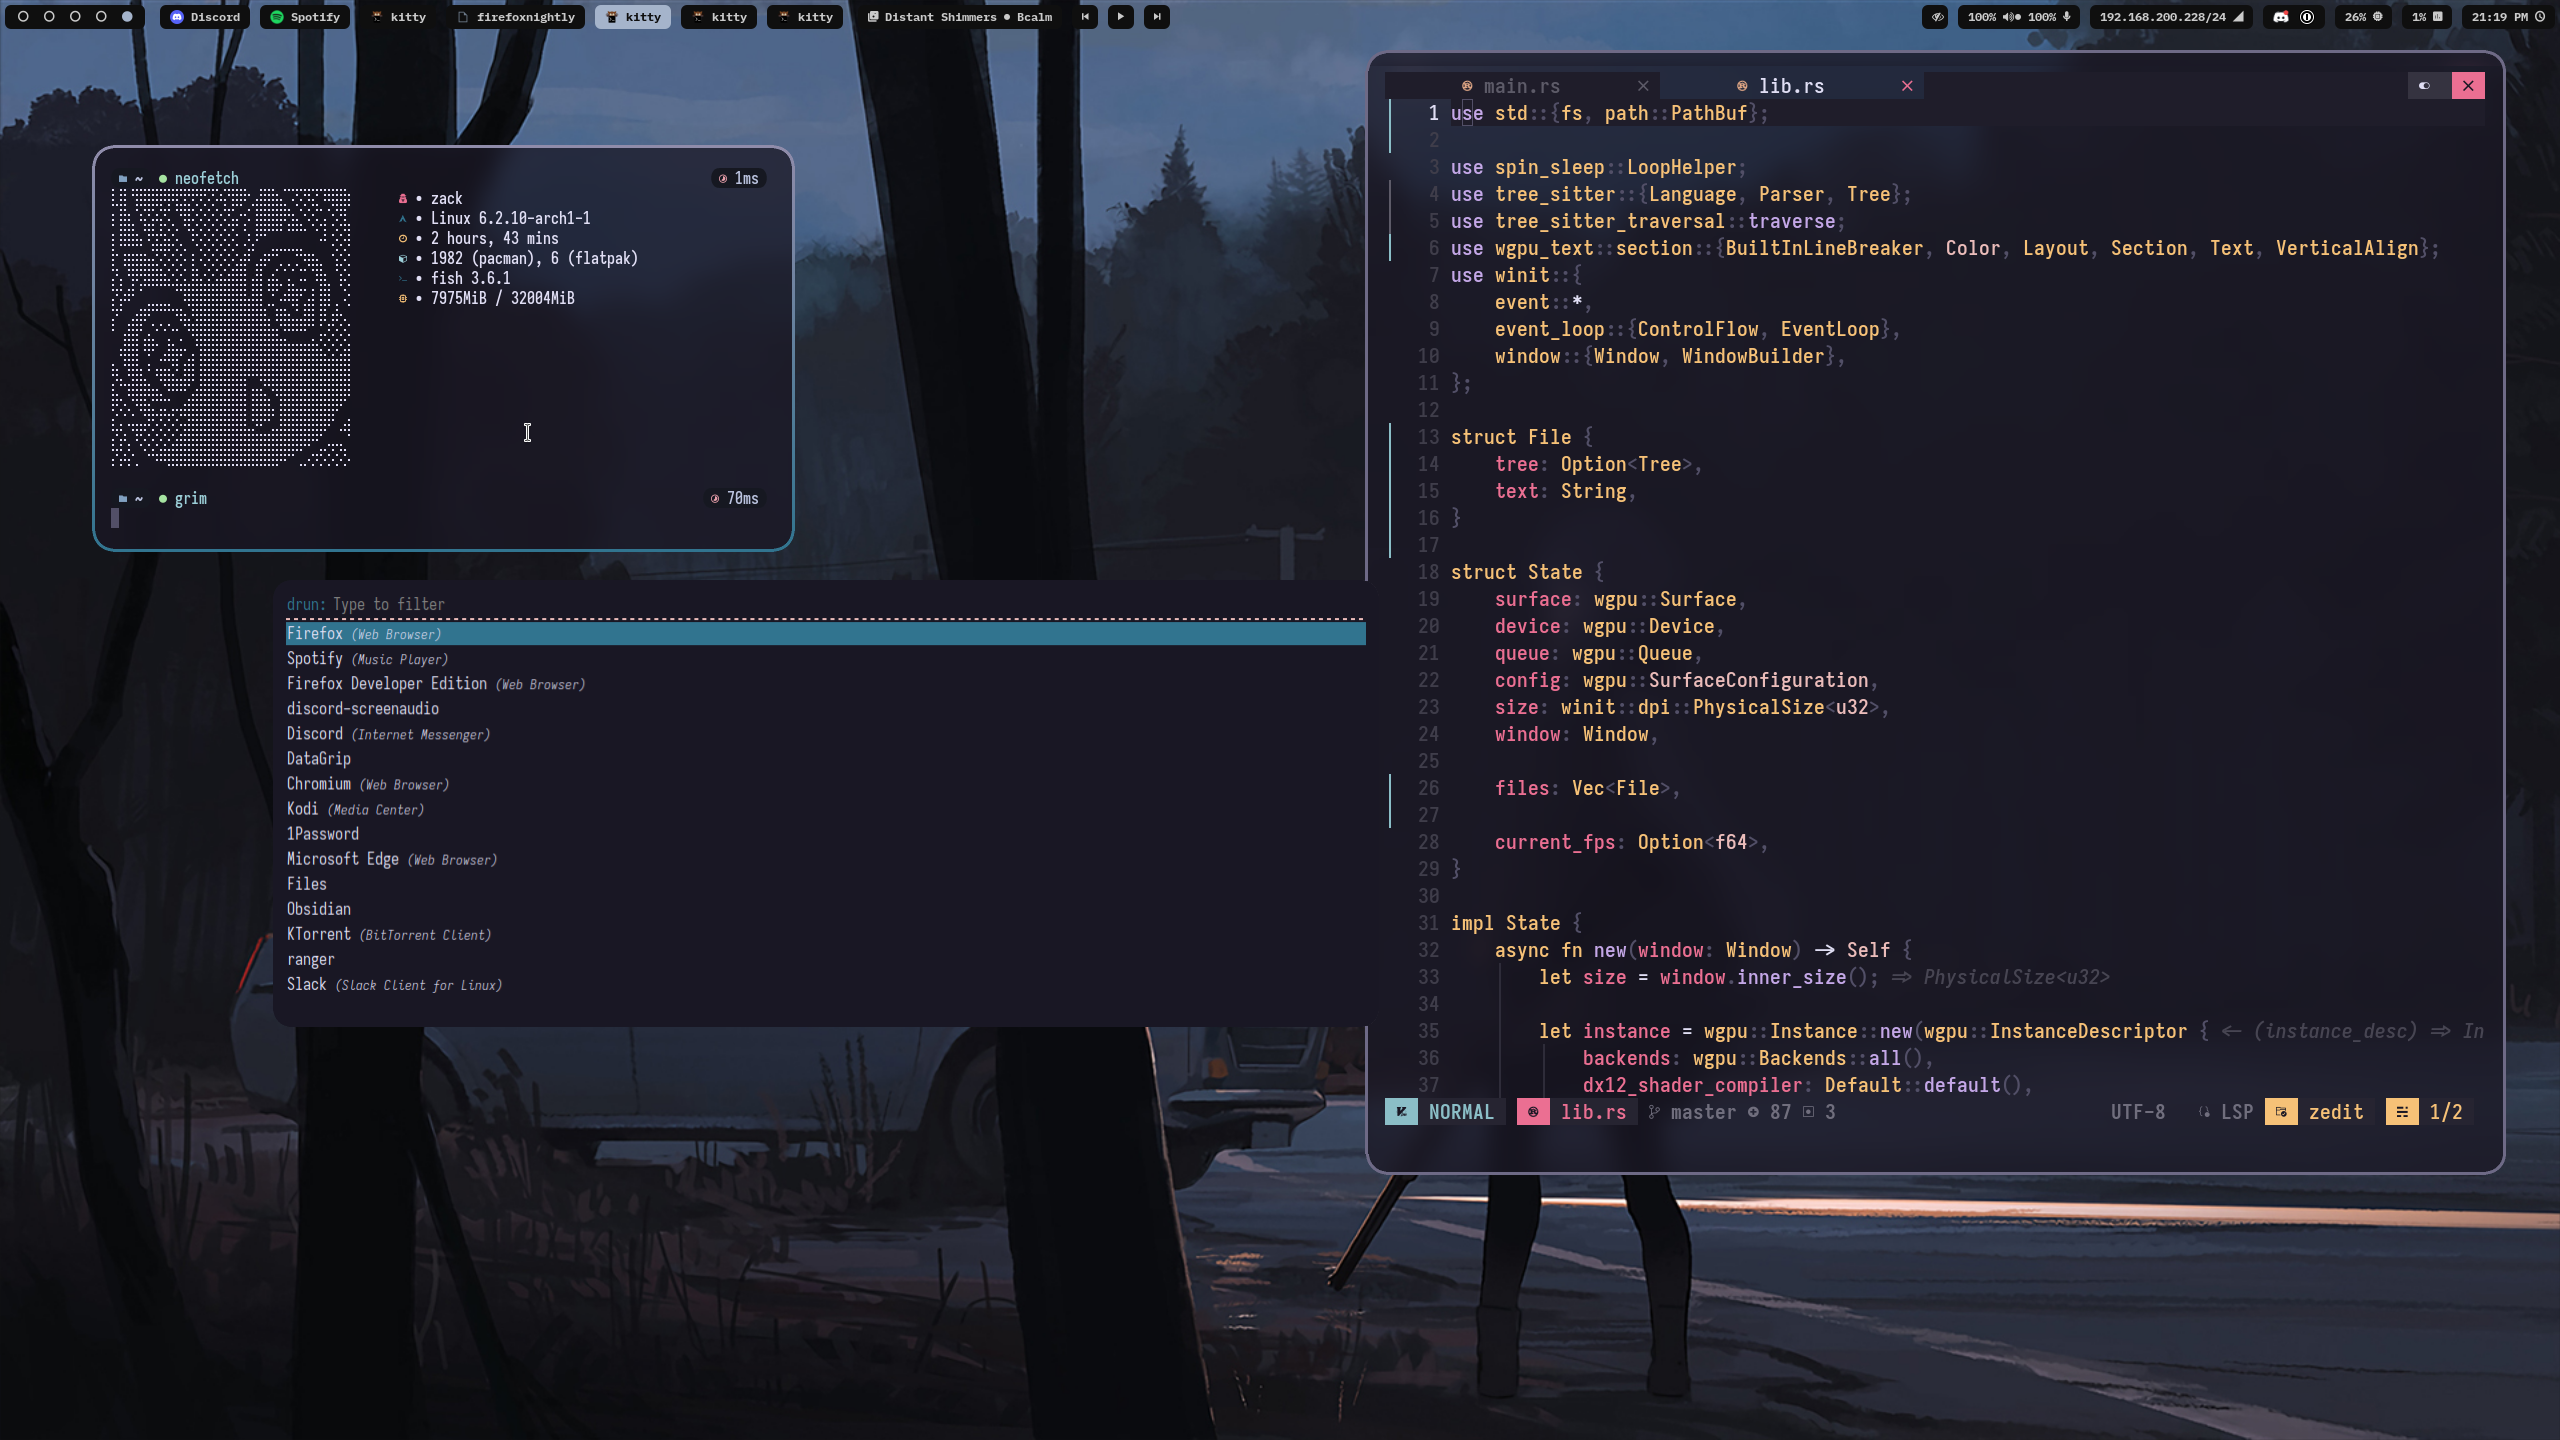 Discord Spotify kitty firefoxnightly kitty kitty kitty Distant Shimmers • Bcalm 100% 100% 192.168.200.228/24 26% 1% 21:19 PM
~ ● neofetch 1ms
• zack
• Linux 6.2.10-arch1-1
• 2 hours, 43 mins
• 1982 (pacman), 6 (flatpak)
• fish 3.6.1
• 7975MiB / 32004MiB
~ ● grim 70ms
drun: Type to filter
Firefox (Web Browser)
Spotify (Music Player)
Firefox Developer Edition (Web Browser)
discord-screenaudio
Discord (Internet Messenger)
DataGrip
Chromium (Web Browser)
Kodi (Media Center)
1Password
Microsoft Edge (Web Browser)
Files
Obsidian
KTorrent (BitTorrent Client)
ranger
Slack (Slack Client for Linux)
main.rs lib.rs
1 use std::{fs, path::PathBuf};
2
3 use spin_sleep::LoopHelper;
4 use tree_sitter::{Language, Parser, Tree};
5 use tree_sitter_traversal::traverse;
6 use wgpu_text::section::{BuiltInLineBreaker, Color, Layout, Section, Text, VerticalAlign};
7 use winit::{
8 event::*,
9 event_loop::{ControlFlow, EventLoop},
10 window::{Window, WindowBuilder},
11 };
12
13 struct File {
14 tree: Option<Tree>,
15 text: String,
16 }
17
18 struct State {
19 surface: wgpu::Surface,
20 device: wgpu::Device,
21 queue: wgpu::Queue,
22 config: wgpu::SurfaceConfiguration,
23 size: winit::dpi::PhysicalSize<u32>,
24 window: Window,
25
26 files: Vec<File>,
27
28 current_fps: Option<f64>,
29 }
30
31 impl State {
32 async fn new(window: Window) -> Self {
33 let size = window.inner_size(); => PhysicalSize<u32>
34
35 let instance = wgpu::Instance::new(wgpu::InstanceDescriptor { <- (instance_desc) => In
36 backends: wgpu::Backends::all(),
37 dx12_shader_compiler: Default::default(),
NORMAL lib.rs master 87 3 UTF-8 LSP zedit 1/2